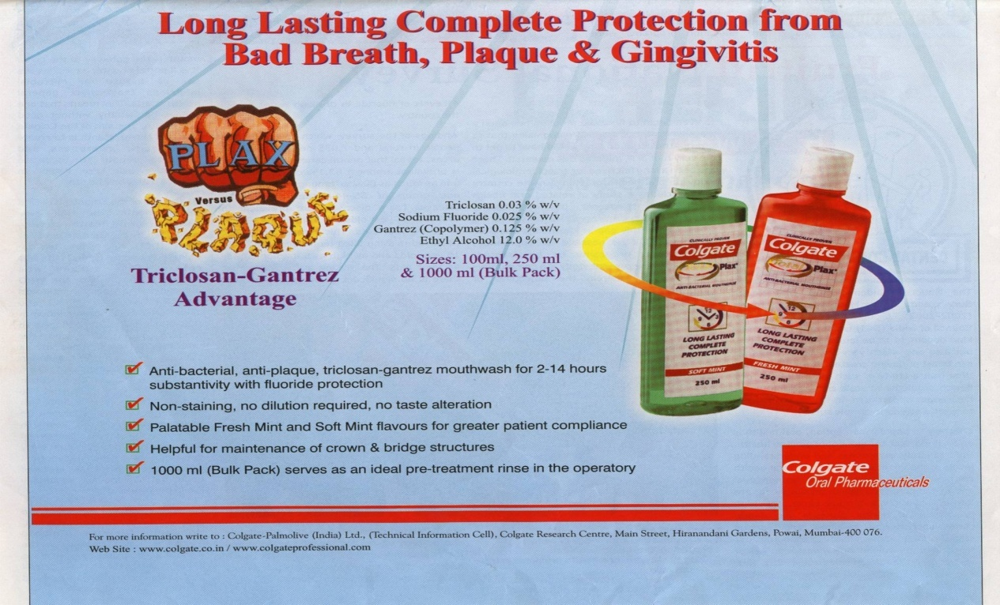 Long Lasting Complete Protection from
Bad Breath, Plaque & Gingivitis
PLAX
Versus
PLAQUE
Triclosan-Gantrez
Advantage
Triclosan 0.03 % w/v
Sodium Fluoride 0.025 % w/v
Gantrez (Copolymer) 0.125 % w/v
Ethyl Alcohol 12.0 % w/v
Sizes: 100ml, 250 ml
& 1000 ml (Bulk Pack)
CLINICALLY PROVEN
Colgate
Plax
ANTI-BACTERIAL MOUTHRINSE
12
3
6
9
LONG LASTING
COMPLETE
PROTECTION
SOFT MINT
250 ml
CLINICALLY PROVEN
Colgate
Plax
ANTI-BACTERIAL MOUTHRINSE
12
9
6
LONG LASTING
COMPLETE
PROTECTION
FRESH MINT
250 ml
Anti-bacterial, anti-plaque, triclosan-gantrez mouthwash for 2-14 hours
substantivity with fluoride protection
Non-staining, no dilution required, no taste alteration
Palatable Fresh Mint and Soft Mint flavours for greater patient compliance
Helpful for maintenance of crown & bridge structures
1000 ml (Bulk Pack) serves as an ideal pre-treatment rinse in the operatory
Colgate
Oral Pharmaceuticals
For more information write to : Colgate-Palmolive (India) Ltd., (Technical Information Cell), Colgate Research Centre, Main Street, Hiranandani Gardens, Powai, Mumbai-400 076.
Web Site : www.colgate.co.in / www.colgateprofessional.com